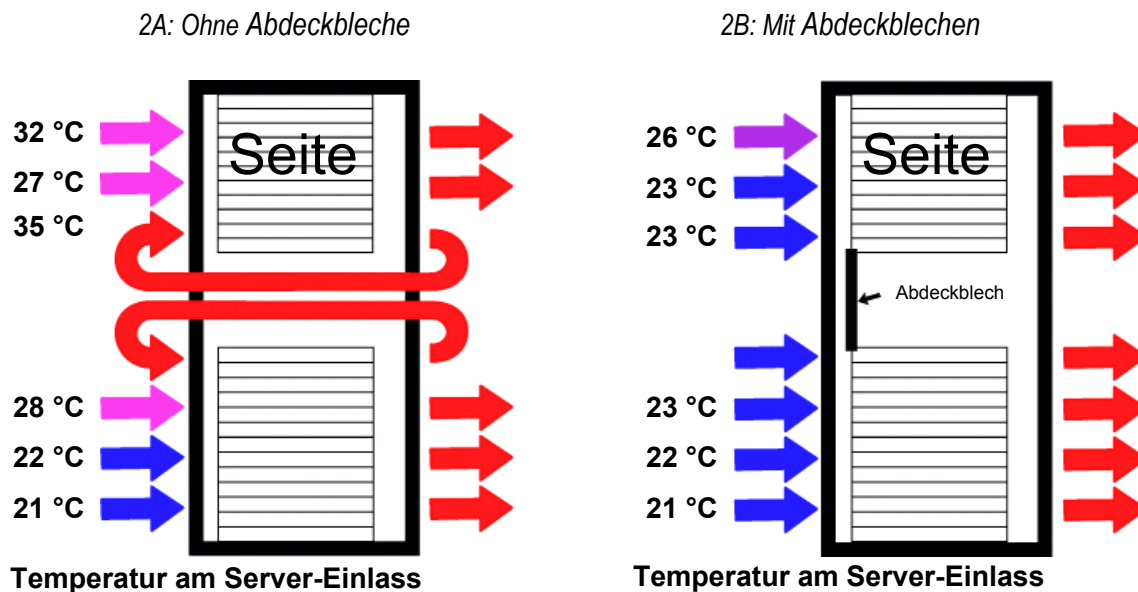 2A: Ohne Abdeckbleche
2B: Mit Abdeckblechen
32 °C
27 °C
35 °C
28 °C
22 °C
21 °C
Seite
Temperatur am Server-Einlass
26 °C
23 °C
23 °C
23 °C
22 °C
21 °C
Seite
Abdeckblech
Temperatur am Server-Einlass